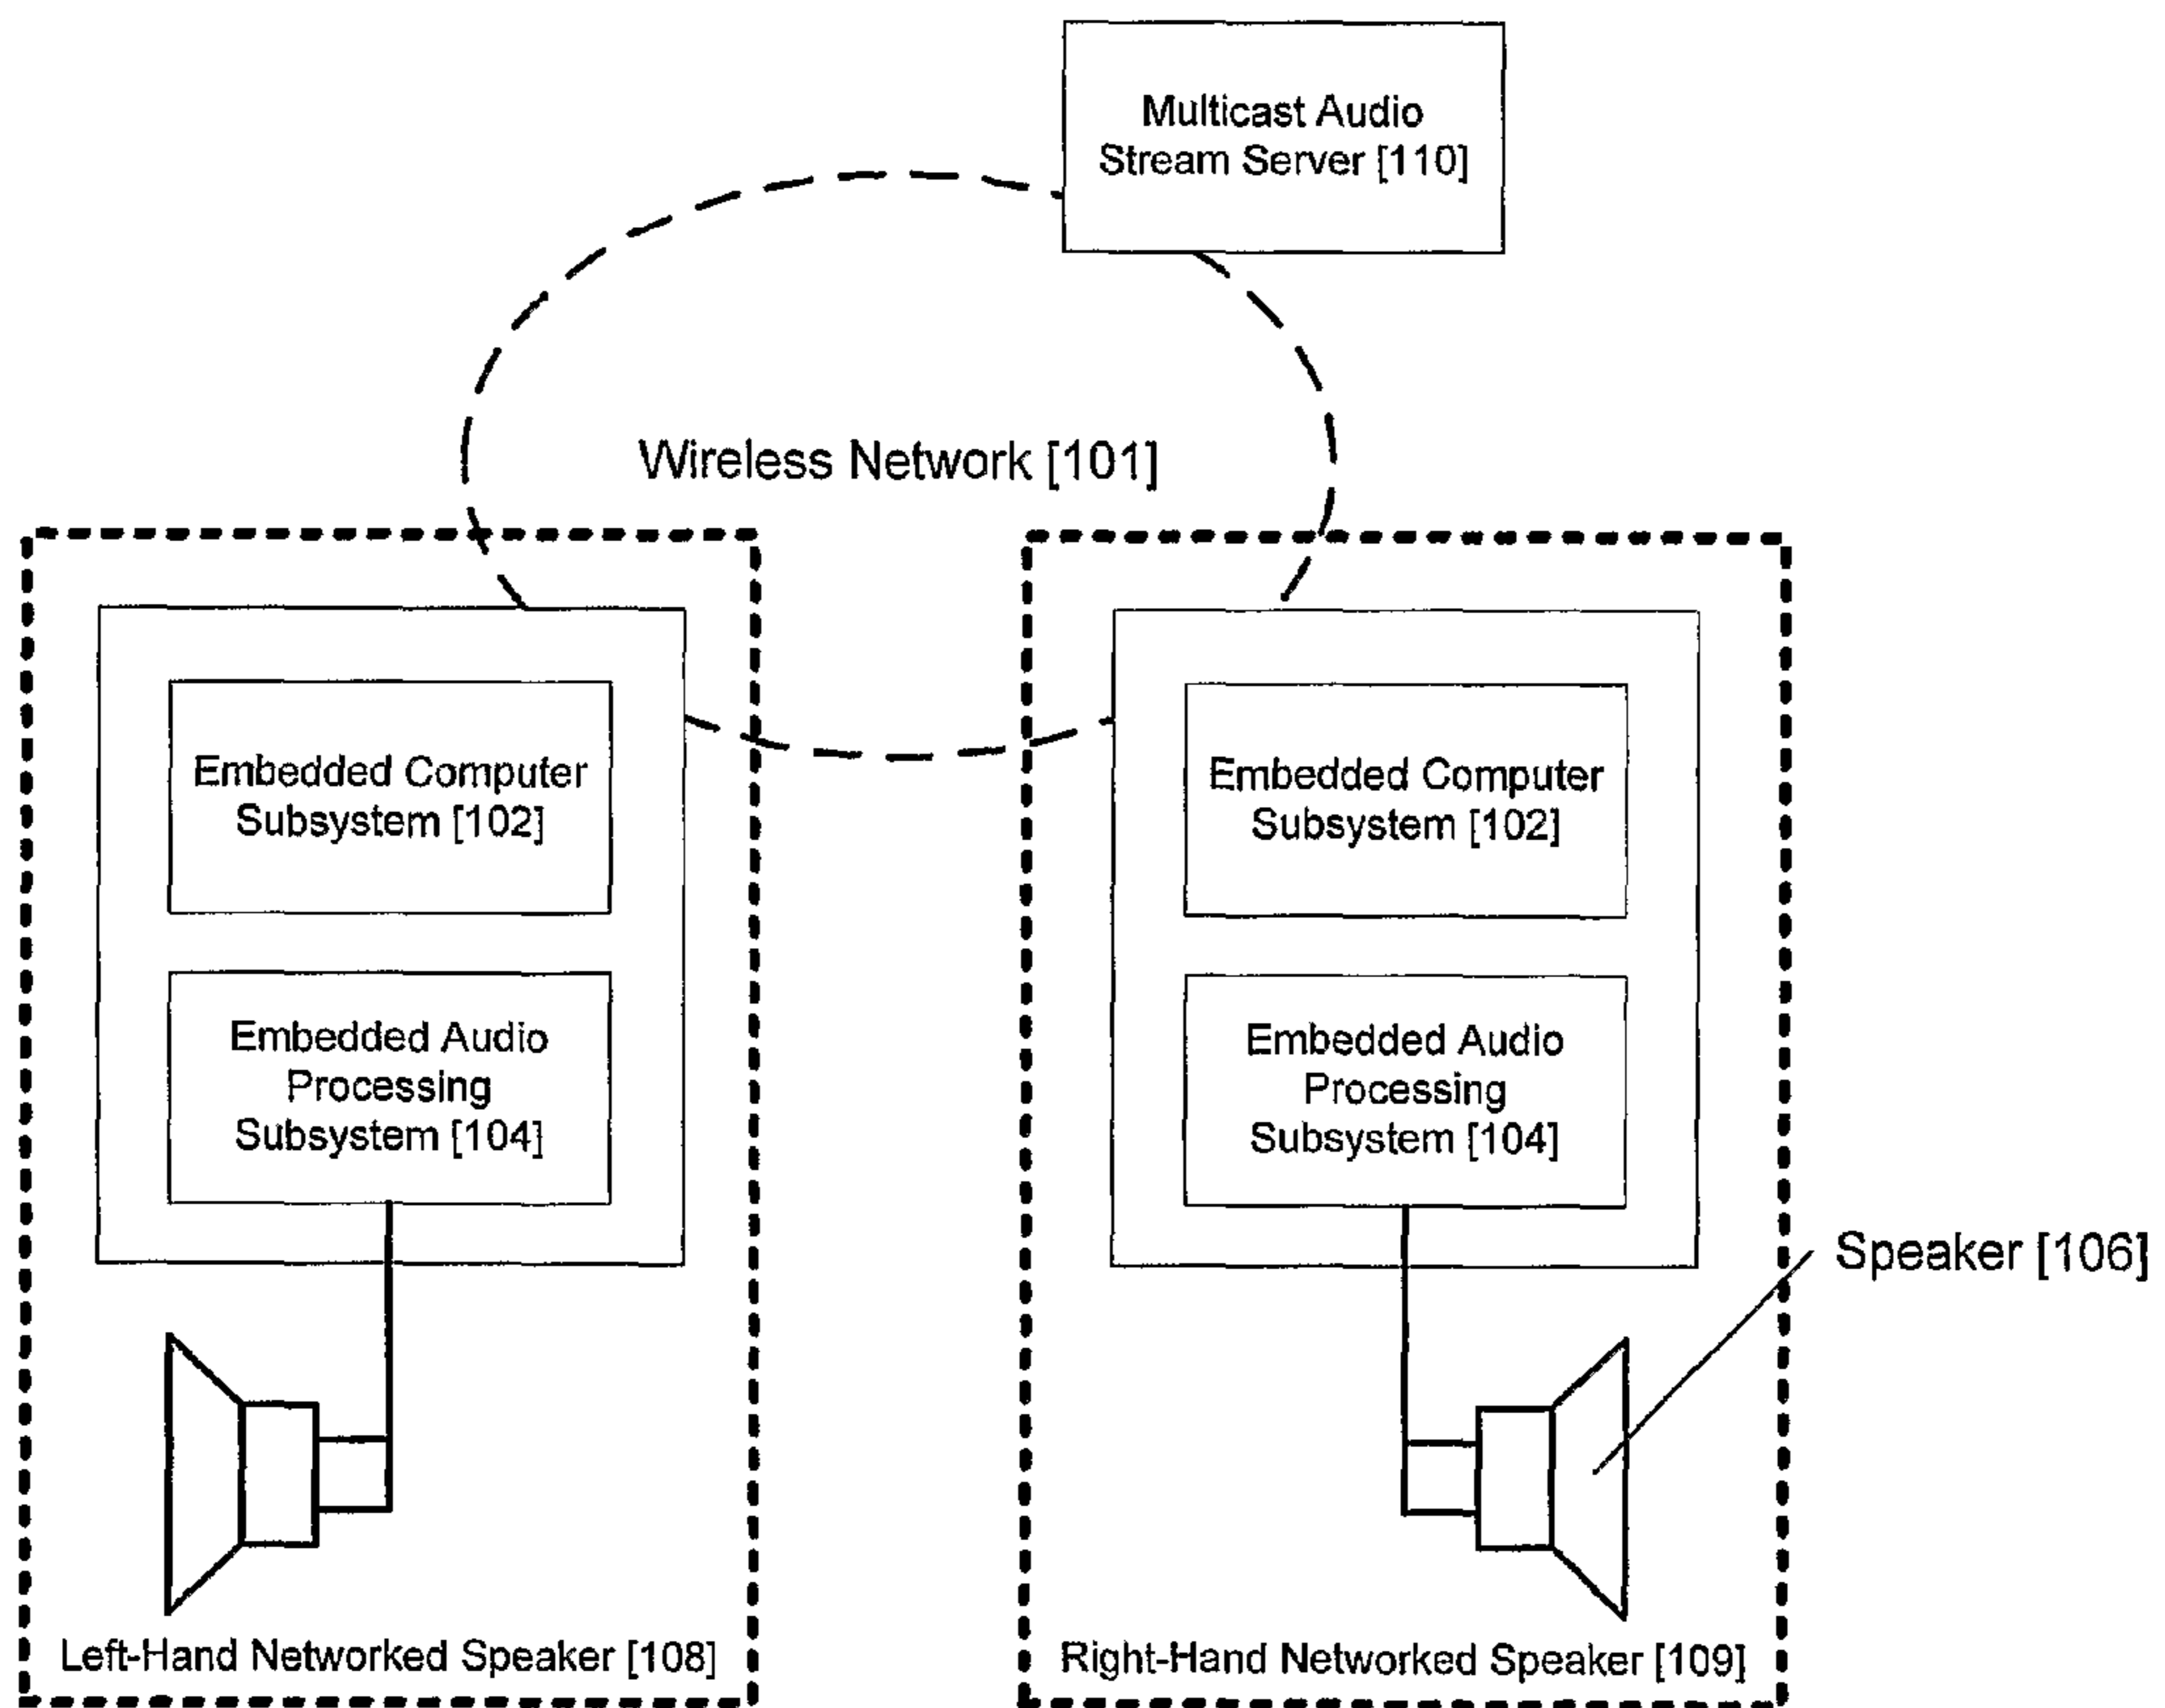 Multicast Audio
Stream Server [110]
Wireless Network [101]
Embedded Computer
Subsystem [102]
Embedded Audio
Processing
Subsystem [104]
Left-Hand Networked Speaker [108]
Embedded Computer
Subsystem [102]
Embedded Audio
Processing
Subsystem [104]
Speaker [106]
Right-Hand Networked Speaker [109]